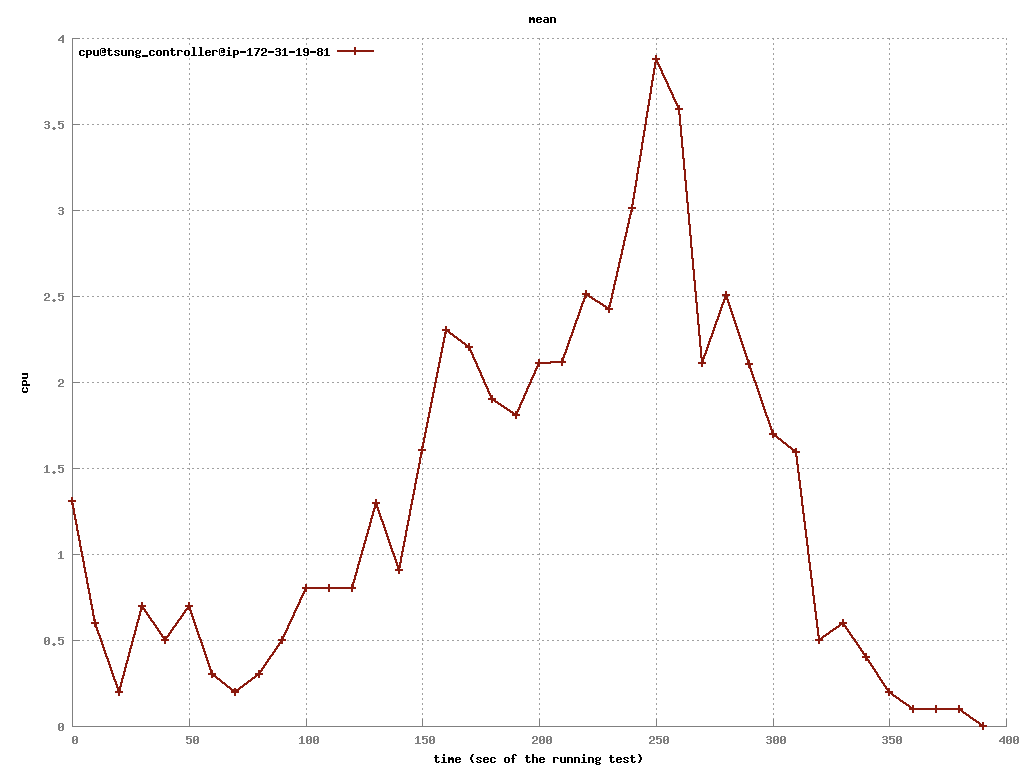 mean
cpu@tsung_controller@ip-172-31-19-81
4
3.5
3
2.5
2
1.5
1
0.5
0
cpu
0 50 100 150 200 250 300 350 400
time (sec of the running test)